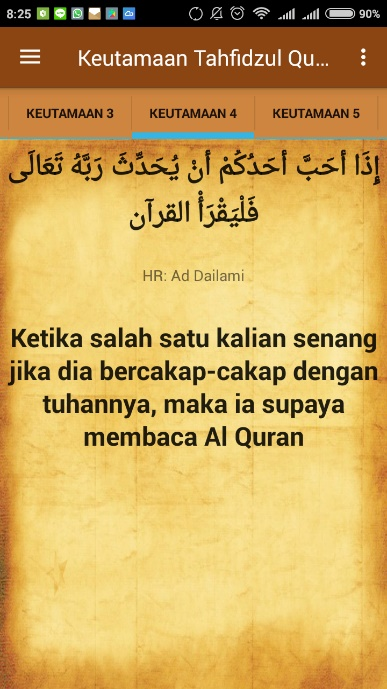 8:25
90%
Keutamaan Tahfidzul Qu...
KEUTAMAAN 3
KEUTAMAAN 4
KEUTAMAAN 5
إِذَا أَحَبَّ أَحَدُكُمْ أَنْ يُحَدِّثَ رَبَّهُ تَعَالَى
فَلْيَقْرَأْ القرآن
HR: Ad Dailami
Ketika salah satu kalian senang
jika dia bercakap-cakap dengan
tuhannya, maka ia supaya
membaca Al Quran